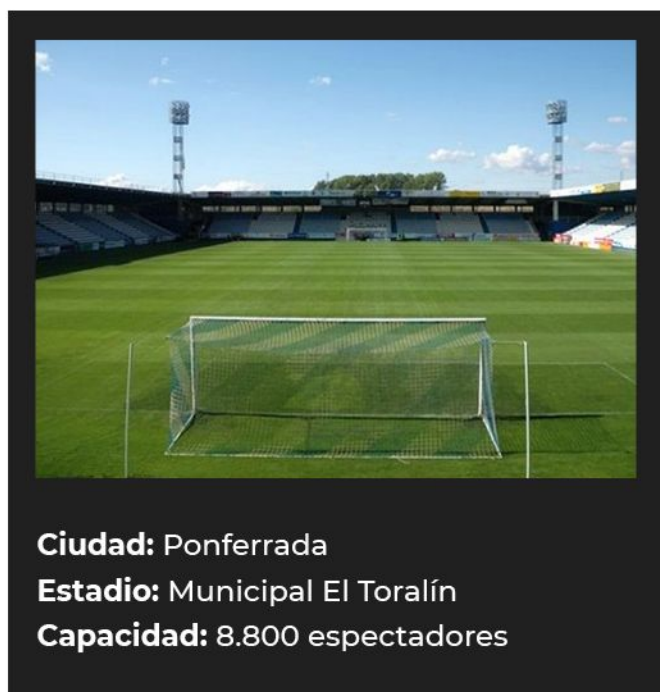 Ciudad: Ponferrada
Estadio: Municipal El Toralín
Capacidad: 8.800 espectadores